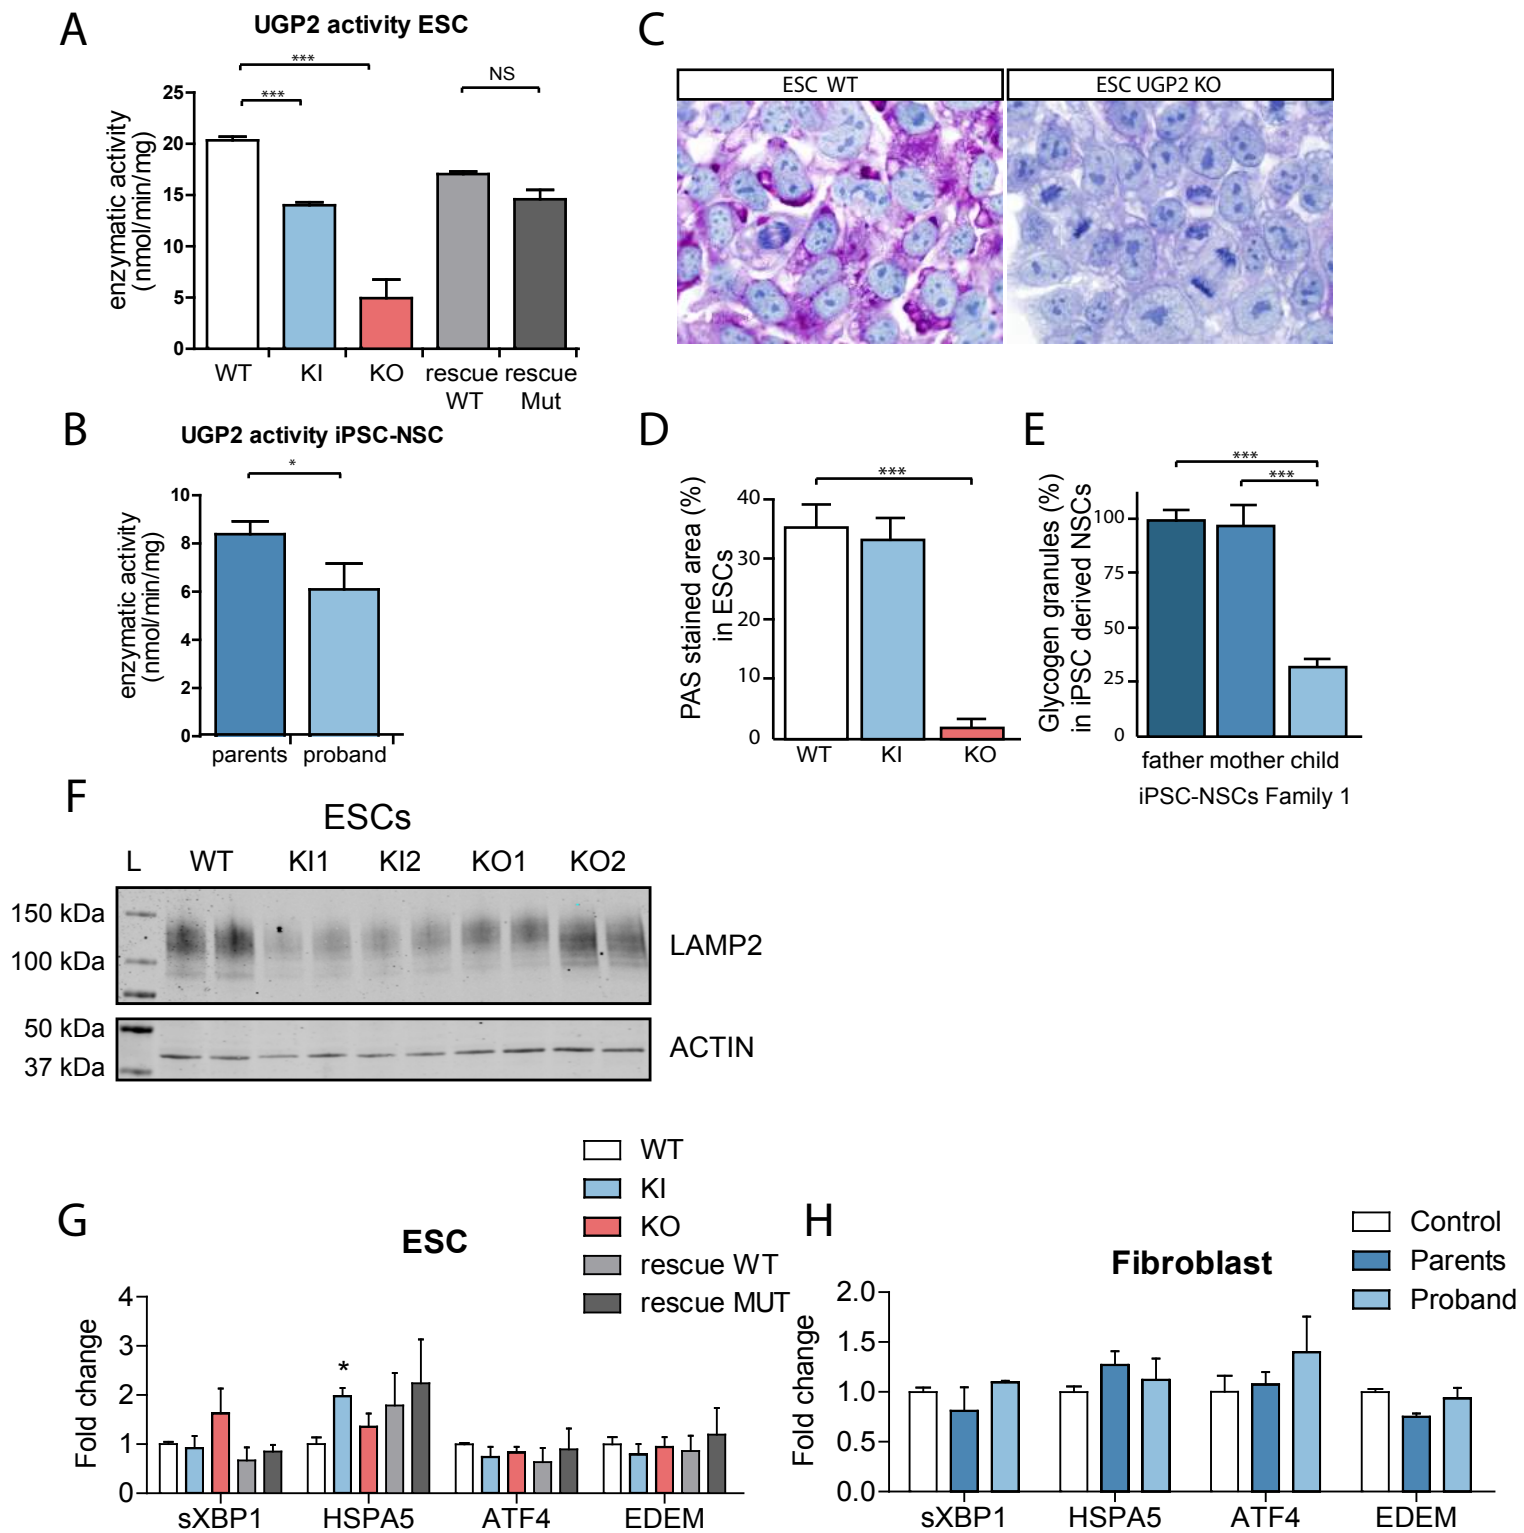 A
UGP2 activity ESC
***
***
NS
enzymatic activity
(nmol/min/mg)
25
20
15
10
5
0
WT KI KO rescue rescue
WT Mut
B
UGP2 activity iPSC-NSC
*
enzymatic activity
(nmol/min/mg)
10
8
6
4
2
0
parents proband
C
ESC WT
ESC UGP2 KO
D
***
PAS stained area (%)
in ESCs
40
30
20
10
0
WT KI KO
E
***
***
Glycogen granules (%)
in iPSC derived NSCs
100
75
50
25
0
father mother child
iPSC-NSCs Family 1
F
ESCs
L WT KI1 KI2 KO1 KO2
150 kDa
100 kDa
LAMP2
50 kDa
37 kDa
ACTIN
WT
KI
KO
rescue WT
rescue MUT
G
ESC
Fold change
4
3
2
1
0
*
sXBP1 HSPA5 ATF4 EDEM
H
Fibroblast
Control
Parents
Proband
Fold change
2.0
1.5
1.0
0.5
0.0
sXBP1 HSPA5 ATF4 EDEM